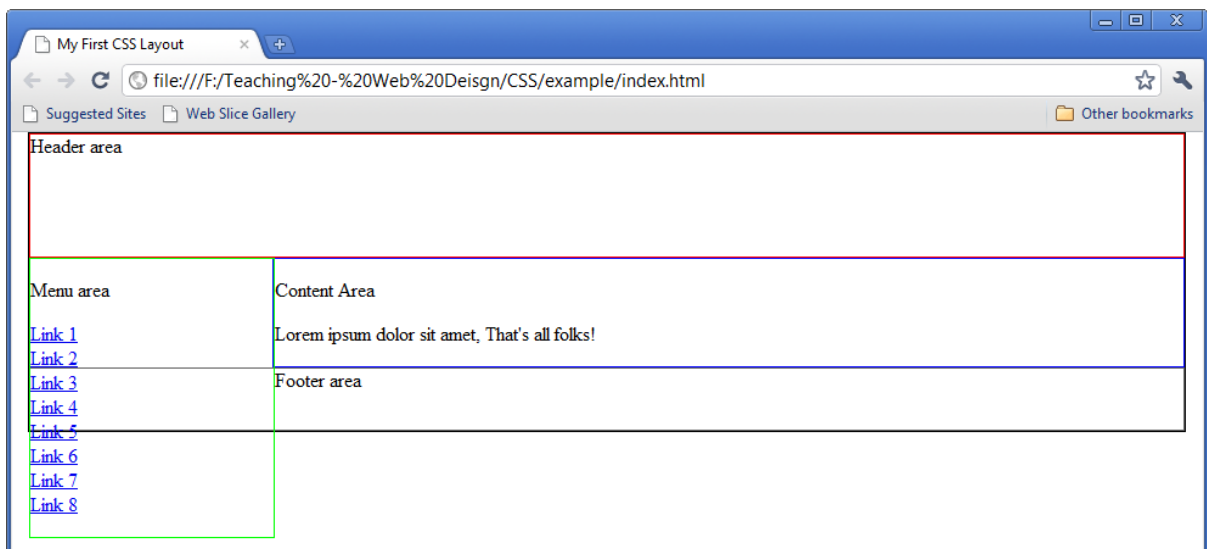 My First CSS Layout
file:///F:/Teaching%20-%20Web%20Deisgn/CSS/example/index.html
Suggested Sites Web Slice Gallery Other bookmarks
Header area
Menu area
Link 1
Link 2
Link 3
Link 4
Link 5
Link 6
Link 7
Link 8
Content Area
Lorem ipsum dolor sit amet, That's all folks!
Footer area